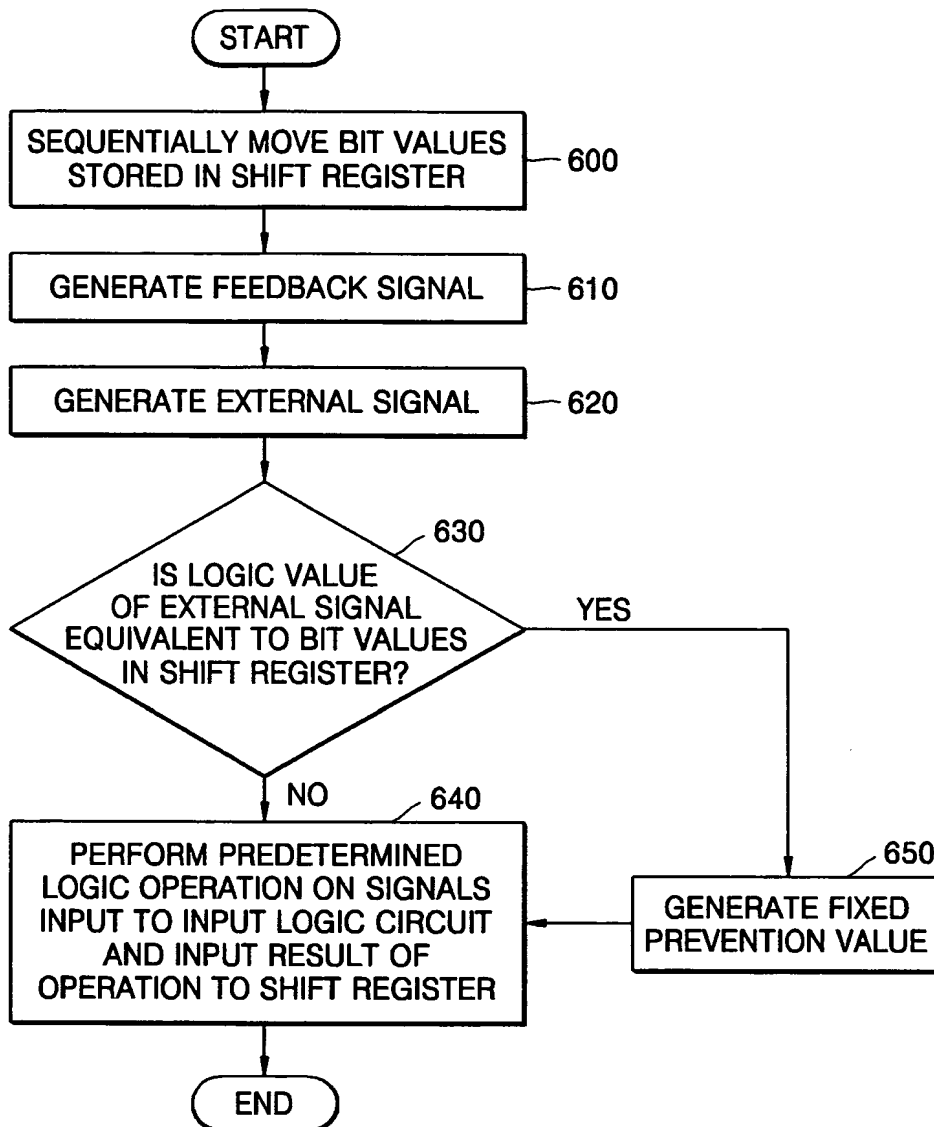 START
SEQUENTIALLY MOVE BIT VALUES
STORED IN SHIFT REGISTER
600
GENERATE FEEDBACK SIGNAL
610
GENERATE EXTERNAL SIGNAL
620
630
IS LOGIC VALUE
OF EXTERNAL SIGNAL
EQUIVALENT TO BIT VALUES
IN SHIFT REGISTER?
YES
NO
640
PERFORM PREDETERMINED
LOGIC OPERATION ON SIGNALS
INPUT TO INPUT LOGIC CIRCUIT
AND INPUT RESULT OF
OPERATION TO SHIFT REGISTER
650
GENERATE FIXED
PREVENTION VALUE
END